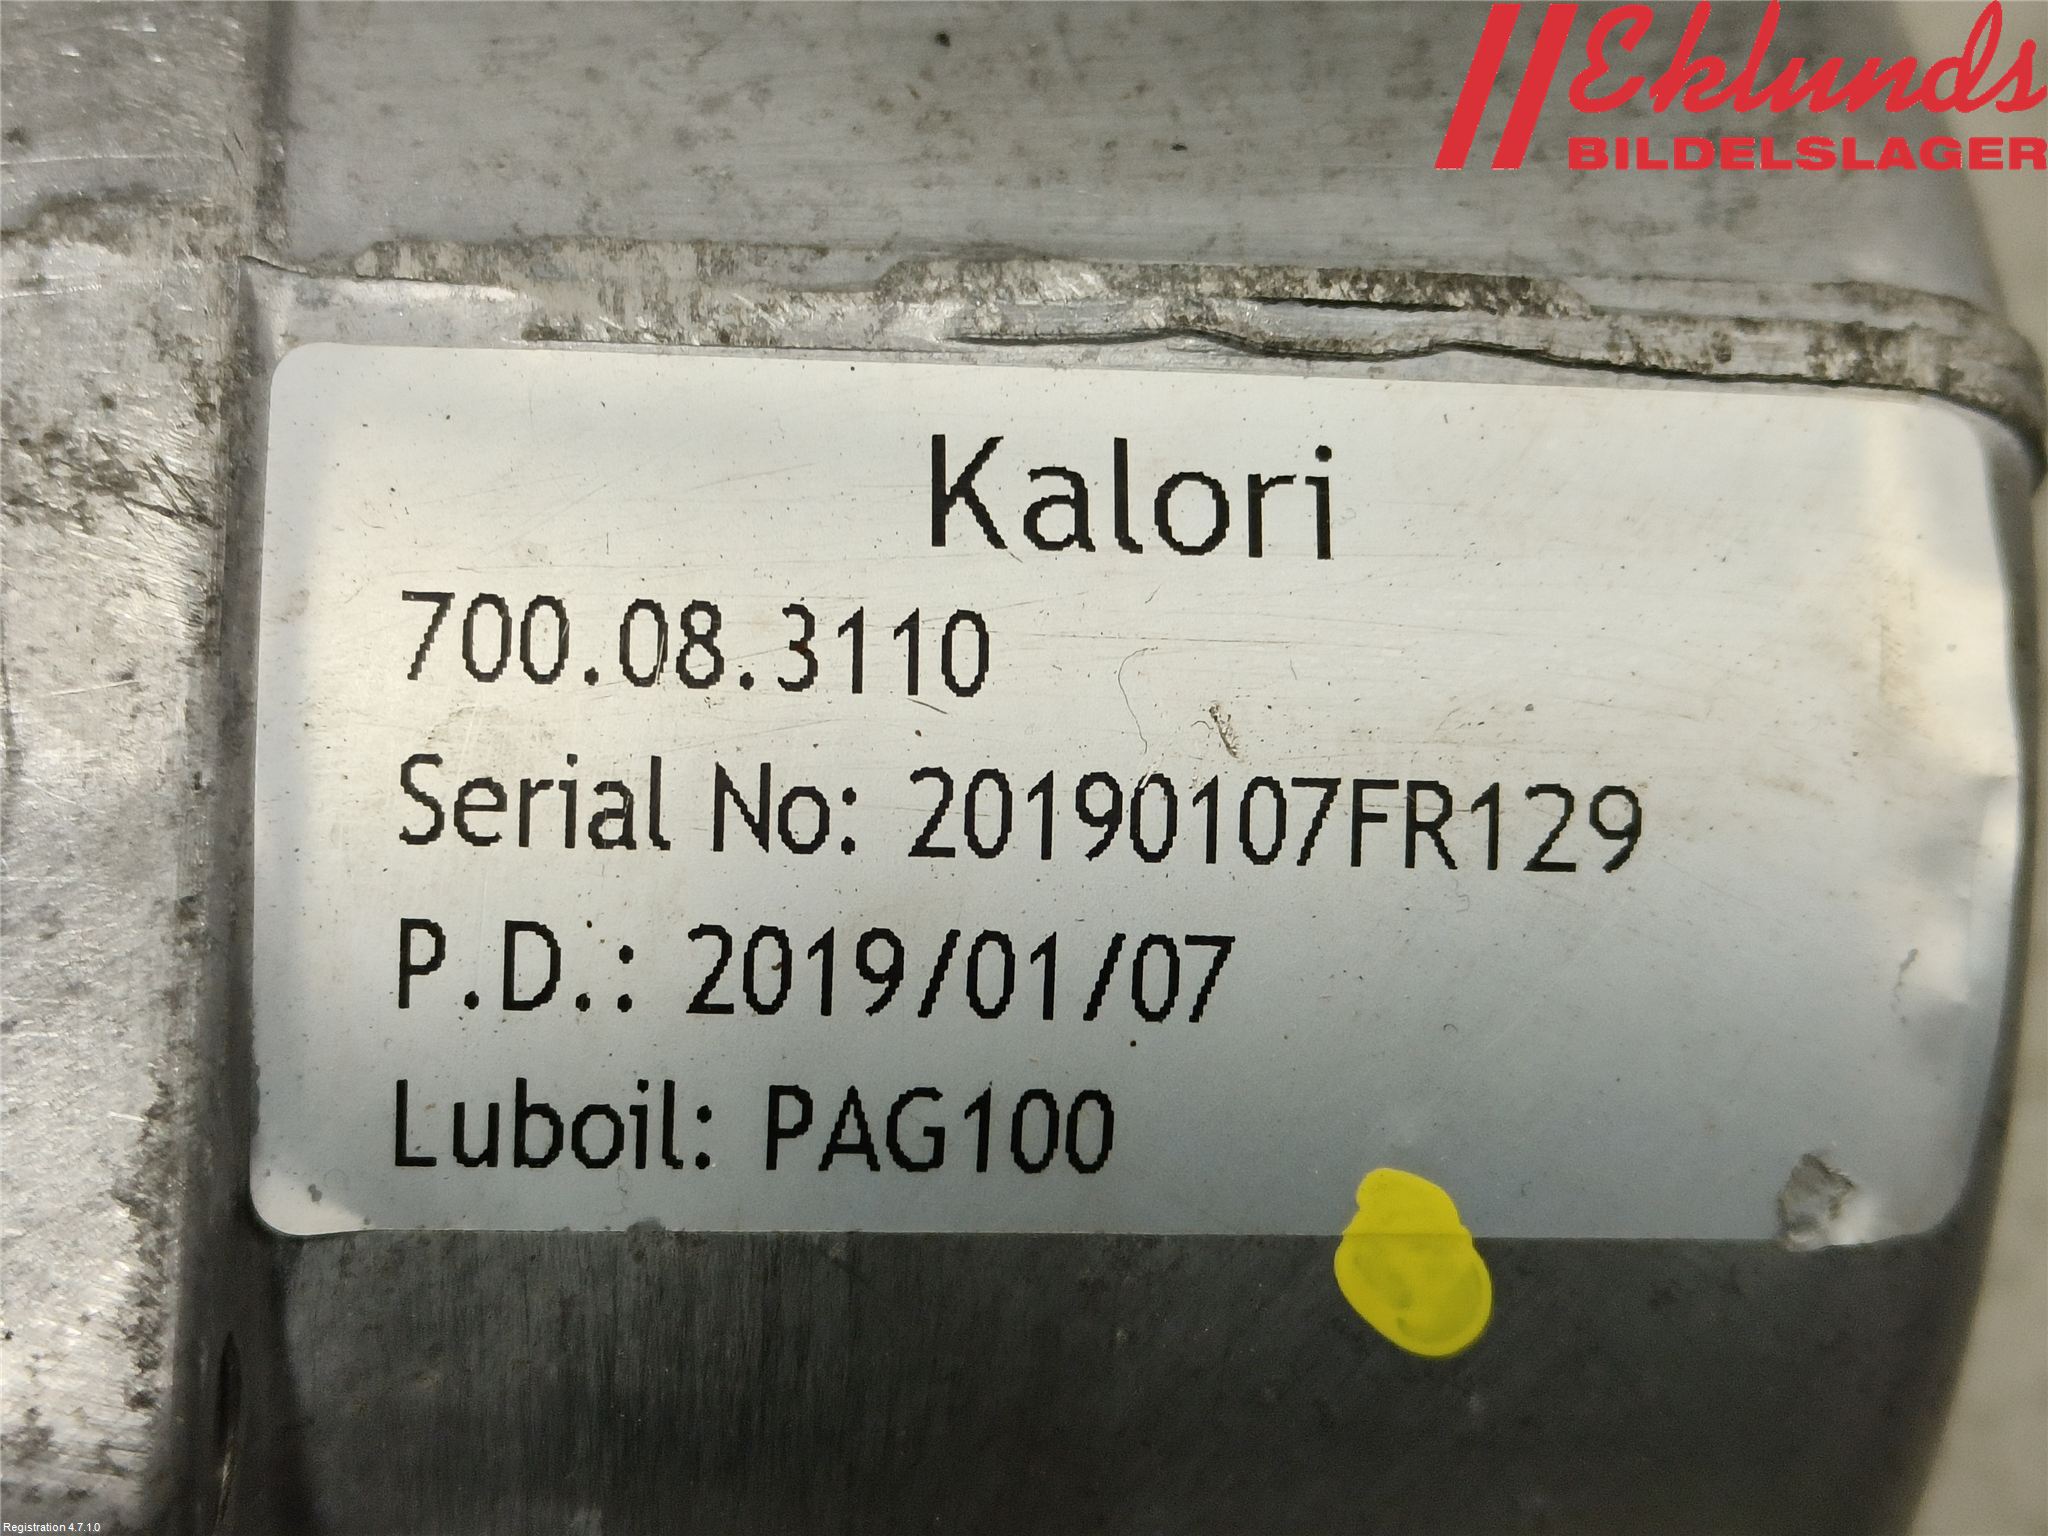 Eklunds
BILDELSLAGER
Kalori
700.08.3110
Serial No: 20190107FR129
P.D.: 2019/01/07
Luboil: PAG100
Registration 4.7.1.0